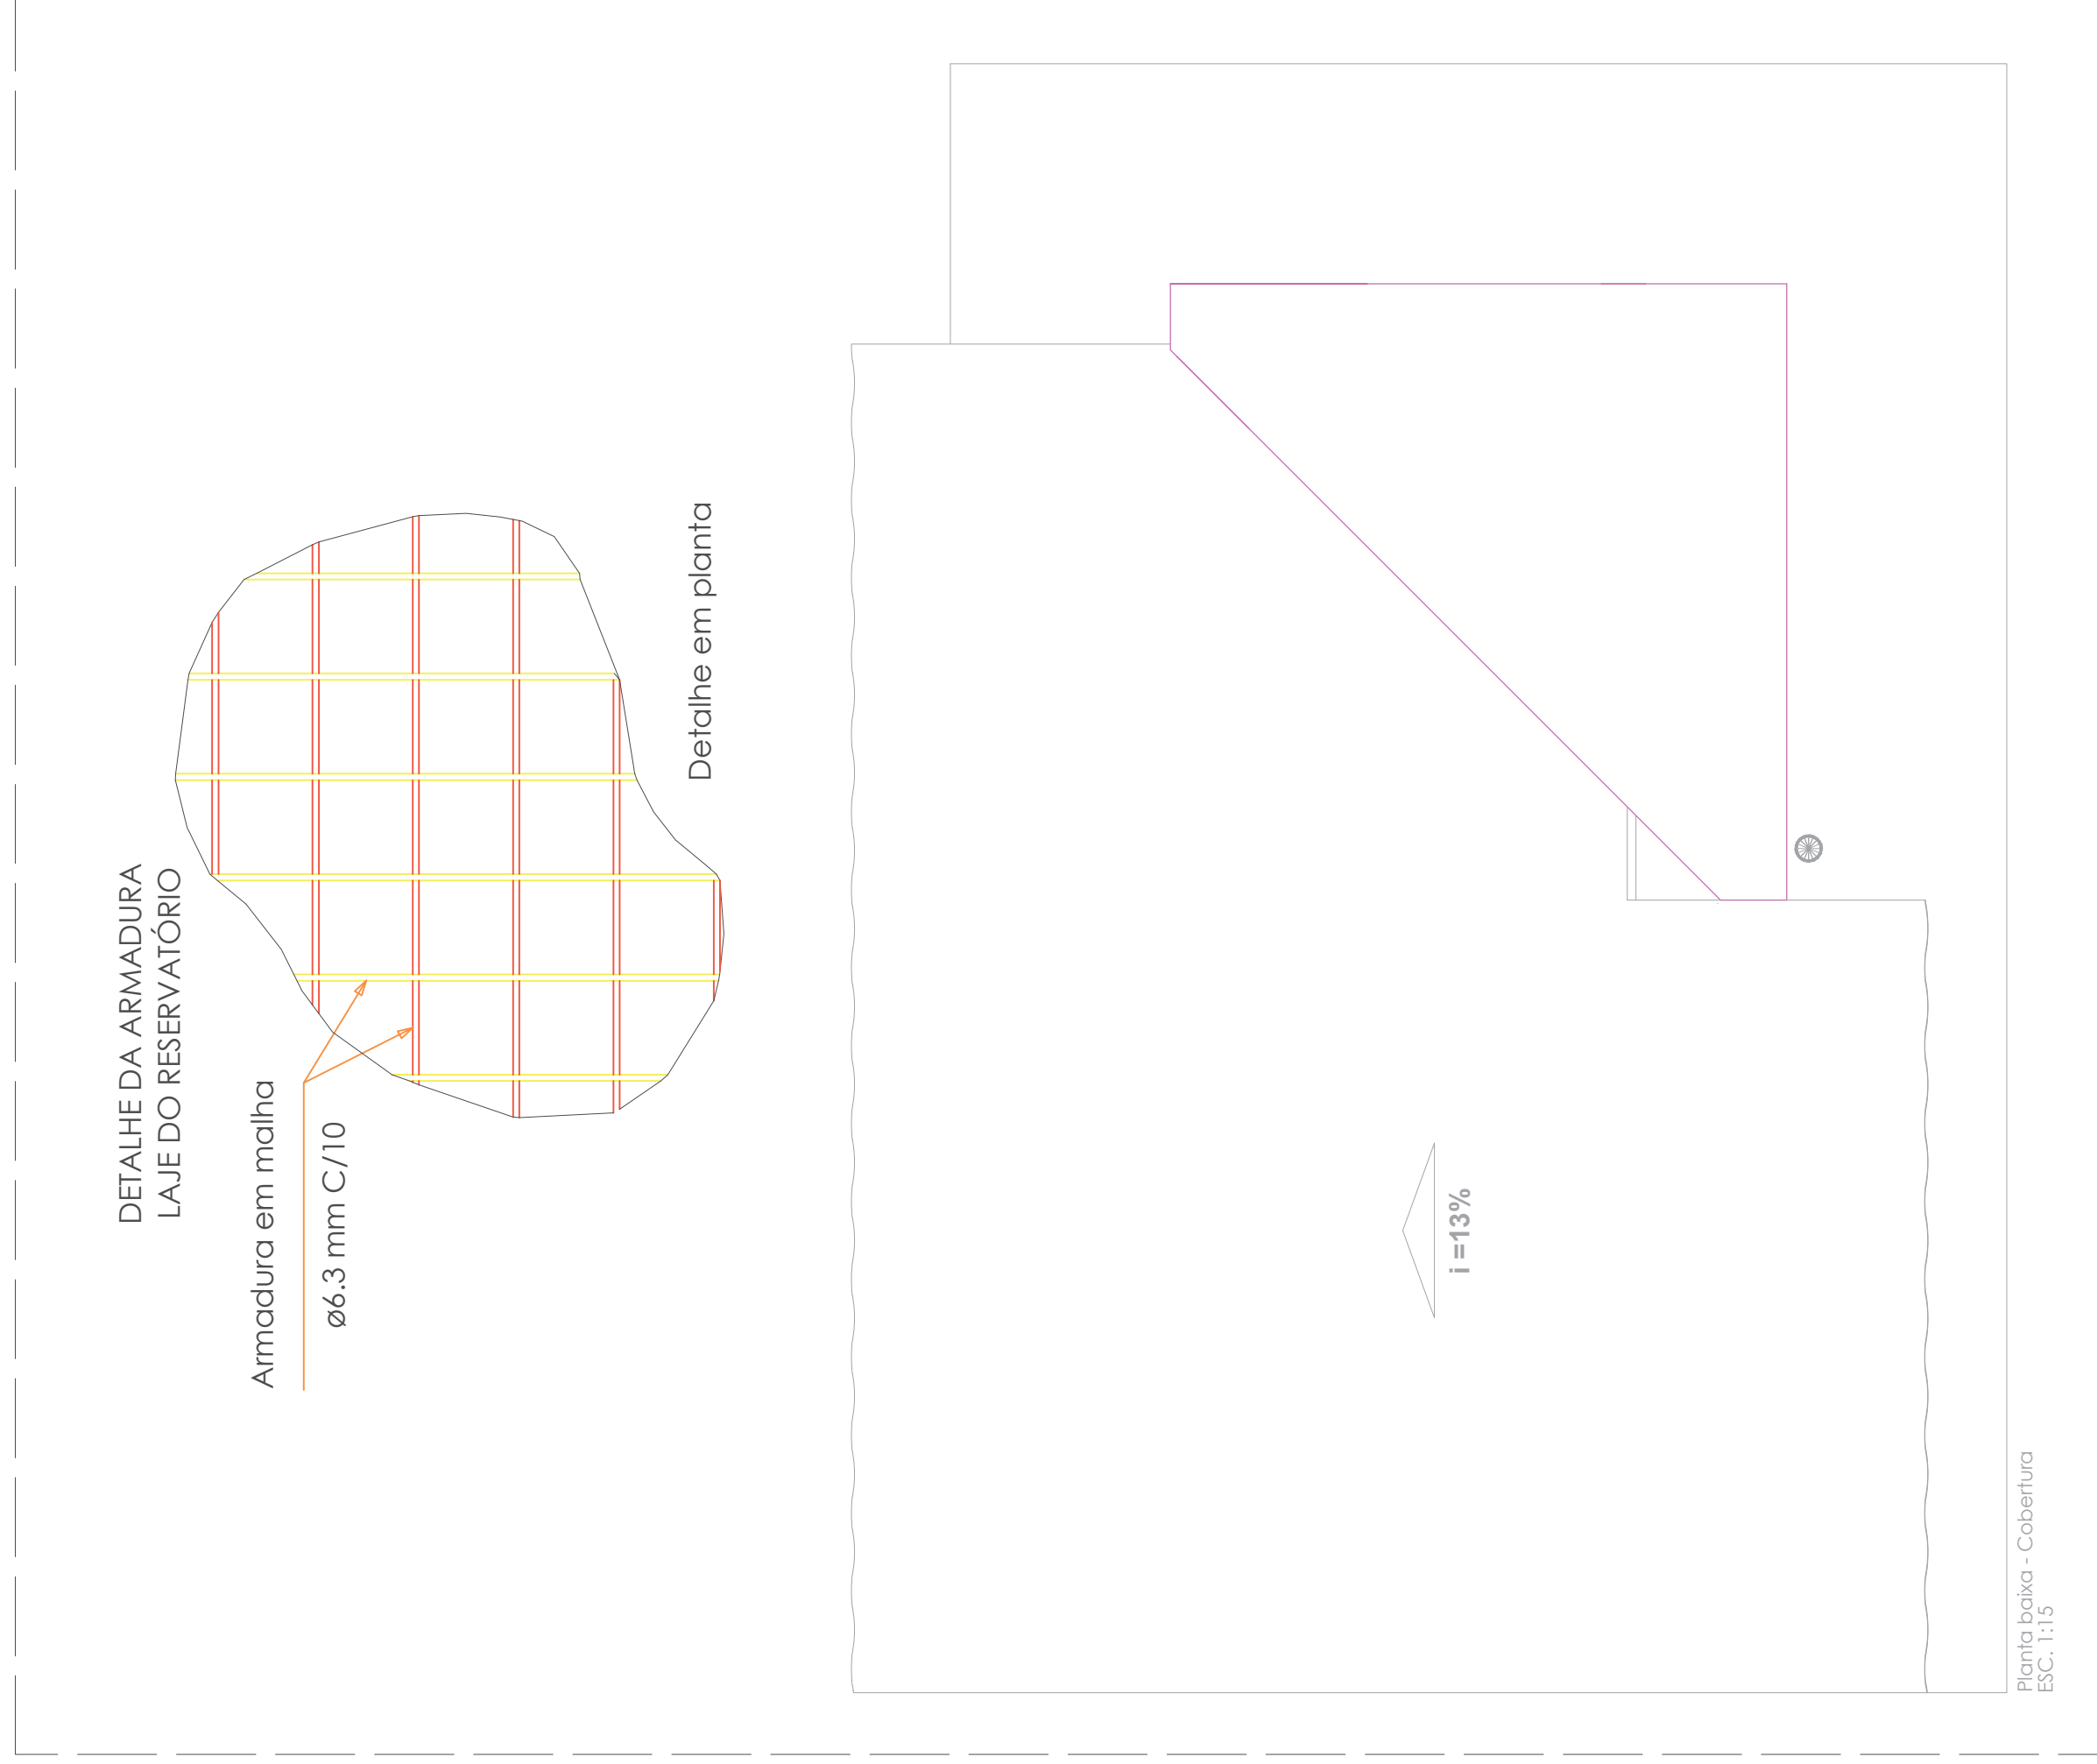 DETALHE DA ARMADURA
LAJE DO RESERVATÓRIO
Armadura em malha
ø6.3 mm C/10
Detalhe em planta
i =13%
Planta baixa - Cobertura
ESC. 1:15